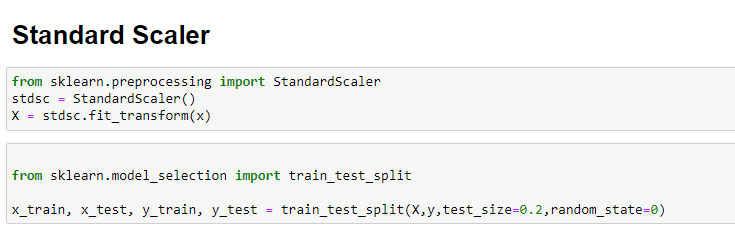 Standard Scaler
from sklearn.preprocessing import StandardScaler
stdsc = StandardScaler()
X = stdsc.fit_transform(x)
from sklearn.model_selection import train_test_split
x_train, x_test, y_train, y_test = train_test_split(X,y,test_size=0.2,random_state=0)